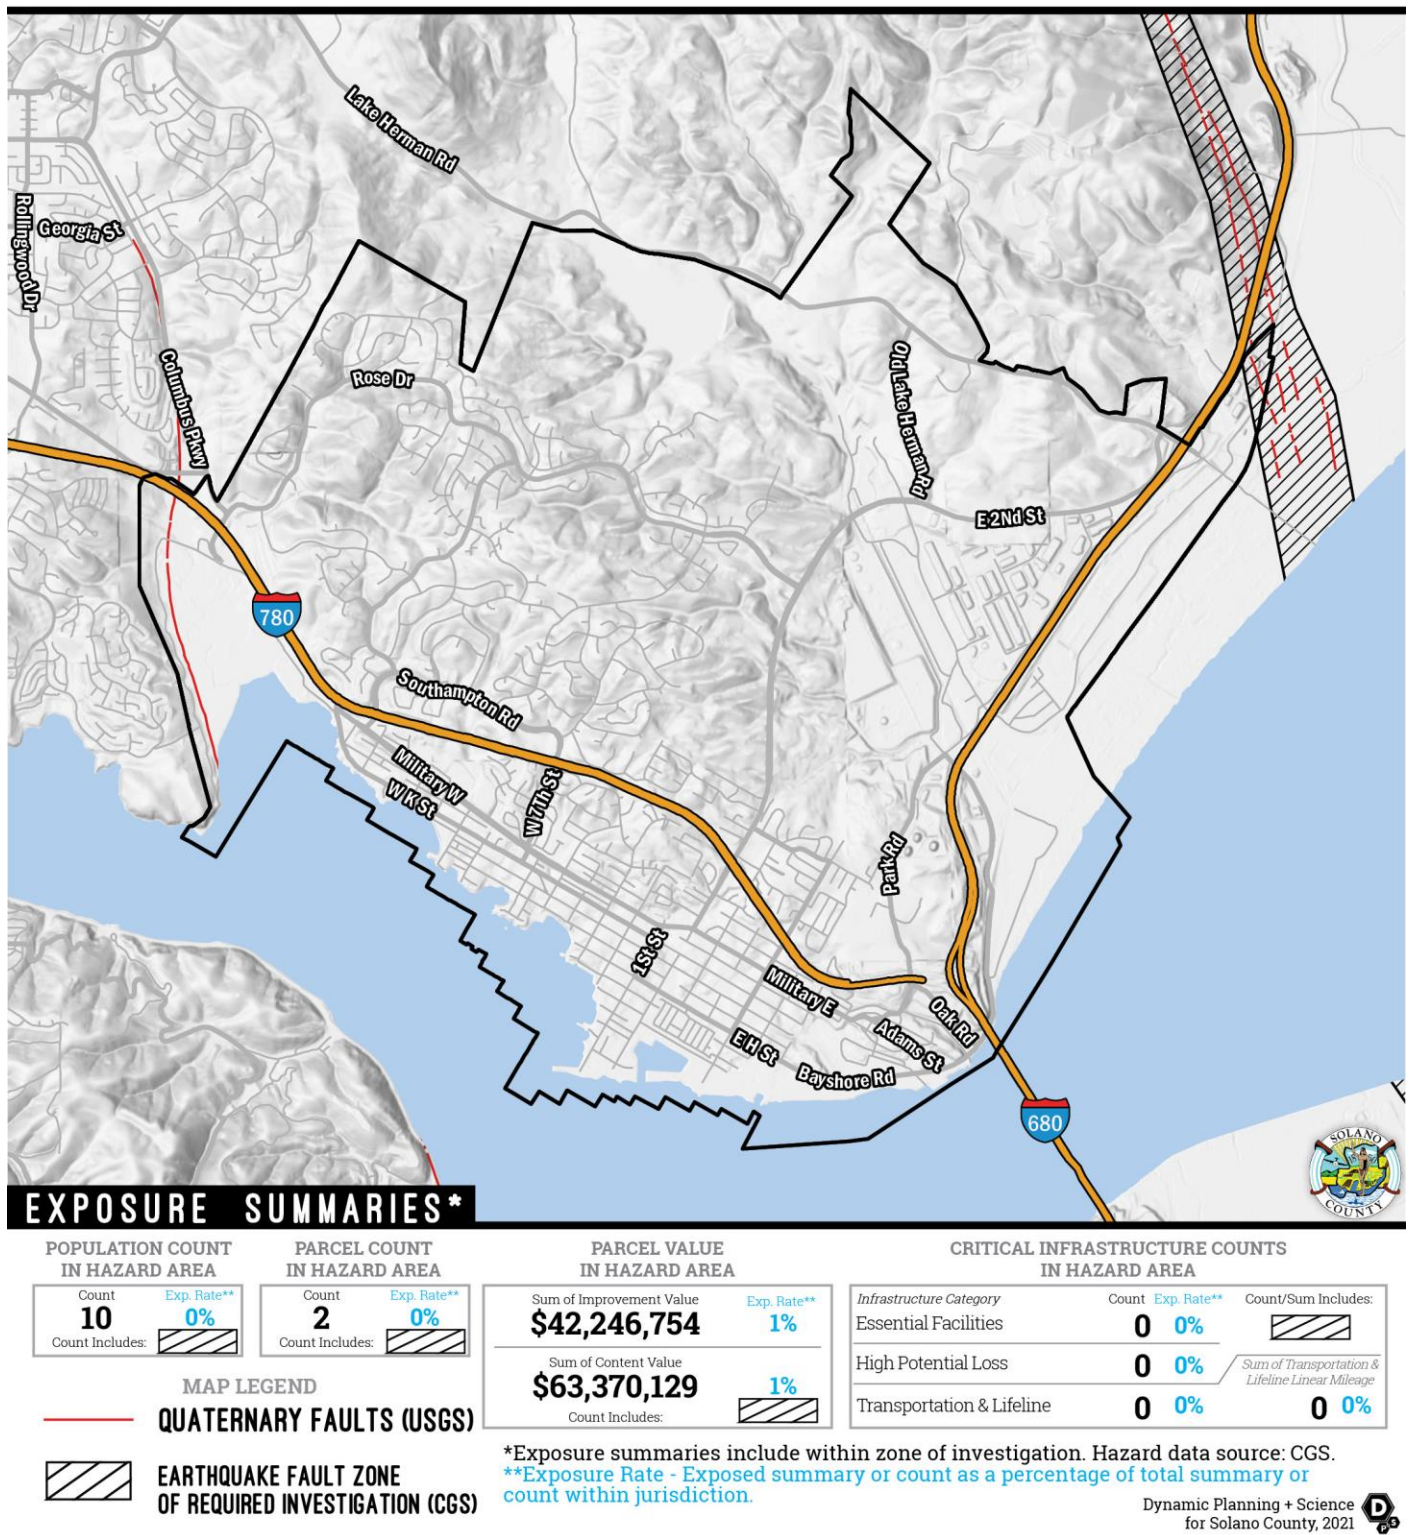 Lake Herman Rd
Rollingwood Dr
Georgia St
Columbus Pkwy
Rose Dr
Old Lake Herman Rd
E 2Nd St
780
Southampton Rd
Military W
W K St
W 7Th St
Park Rd
1St St
Military E
Oak Rd
Adams St
E H St
Bayshore Rd
680
SOLANO
COUNTY
EXPOSURE SUMMARIES*
POPULATION COUNT
IN HAZARD AREA
Count
Exp. Rate**
10
0%
Count Includes:
PARCEL COUNT
IN HAZARD AREA
Count
Exp. Rate**
2
0%
Count Includes:
PARCEL VALUE
IN HAZARD AREA
Sum of Improvement Value
Exp. Rate**
$42,246,754
1%
Sum of Content Value
$63,370,129
1%
Count Includes:
CRITICAL INFRASTRUCTURE COUNTS
IN HAZARD AREA
Infrastructure Category Count Exp. Rate** Count/Sum Includes:
Essential Facilities 0 0%
High Potential Loss 0 0%
Sum of Transportation &
Lifeline Linear Mileage
Transportation & Lifeline 0 0% 0 0%
MAP LEGEND
QUATERNARY FAULTS (USGS)
EARTHQUAKE FAULT ZONE
OF REQUIRED INVESTIGATION (CGS)
*Exposure summaries include within zone of investigation. Hazard data source: CGS.
**Exposure Rate - Exposed summary or count as a percentage of total summary or
count within jurisdiction.
Dynamic Planning + Science
for Solano County, 2021
D
P
S